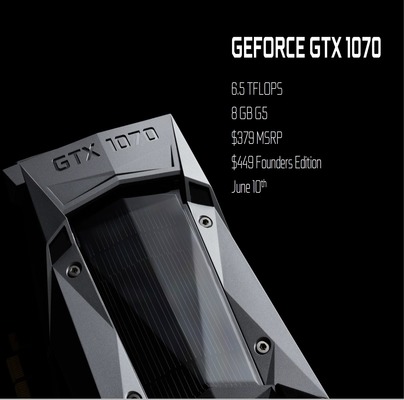 GEFORCE GTX 1070
6.5 TFLOPS
8 GB G5
$379 MSRP
$449 Founders Edition
June 10th
GTX 1070